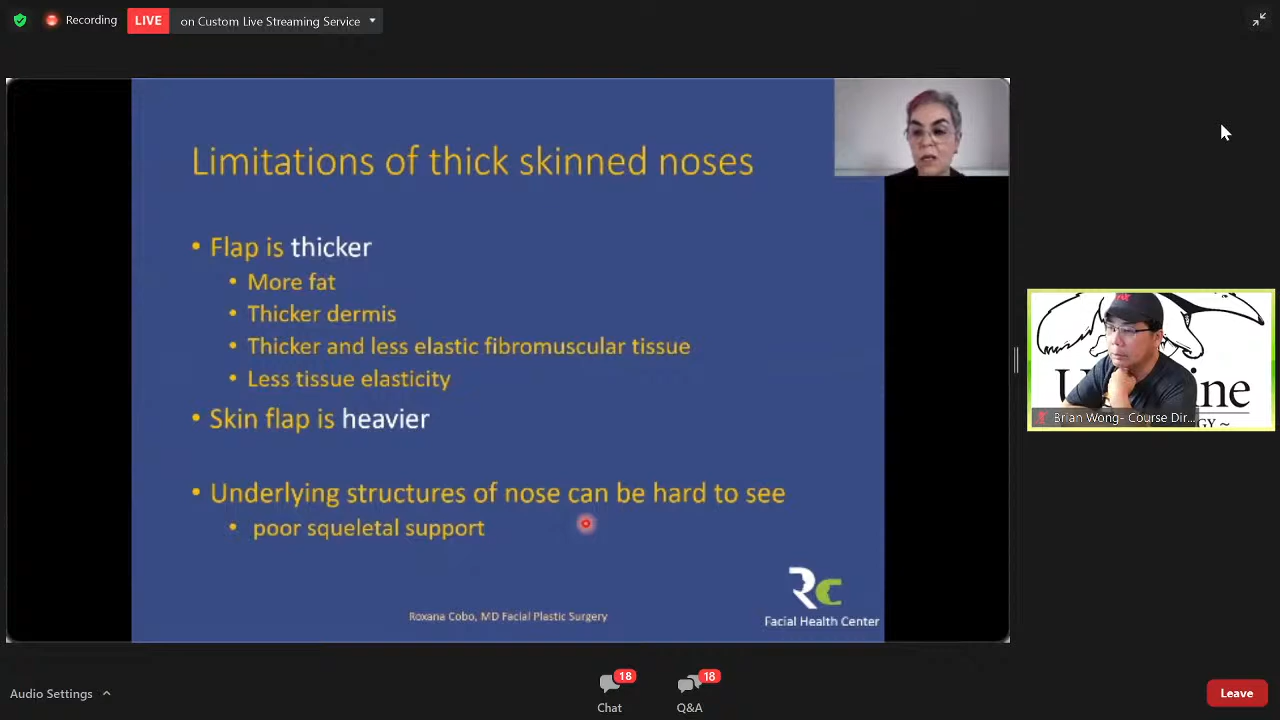 Recording
LIVE
on Custom Live Streaming Service
Limitations of thick skinned noses
• Flap is thicker
• More fat
• Thicker dermis
• Thicker and less elastic fibromuscular tissue
• Less tissue elasticity
• Skin flap is heavier
• Underlying structures of nose can be hard to see
• poor squeletal support
Roxana Cobo, MD Facial Plastic Surgery
RC
Facial Health Center
Brian Wong- Course Dir...
Audio Settings
18
Chat
18
Q&A
Leave